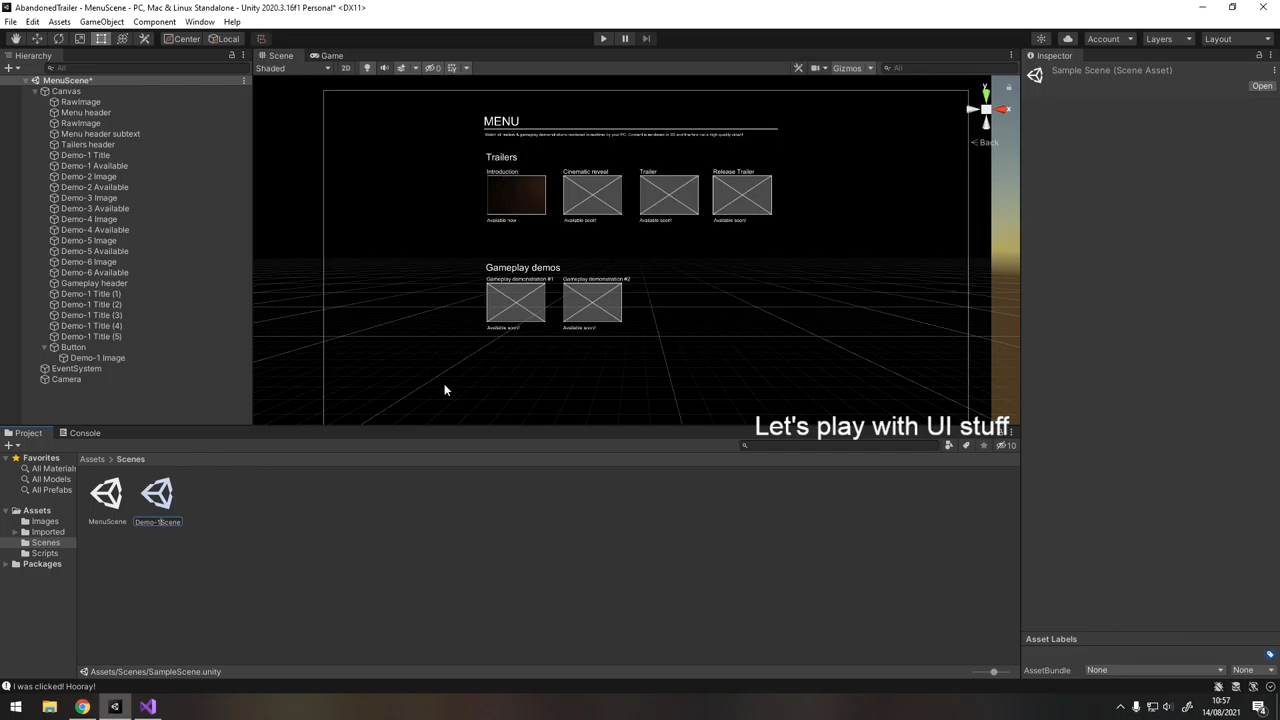 AbandonedTrailer - MenuScene - PC, Mac & Linux Standalone - Unity 2020.3.16f1 Personal* <DX11>
File Edit Assets GameObject Component Window Help
Center Local Account Layers Layout
Hierarchy Scene Game Inspector
All Shaded 2D 0 Gizmos All Sample Scene (Scene Asset)
Open
MenuScene*
Canvas
RawImage
Menu header
RawImage
Menu header subtext
Tailers header
Demo-1 Title
Demo-1 Available
Demo-2 Image
Demo-2 Available
Demo-3 Image
Demo-3 Available
Demo-4 Image
Demo-4 Available
Demo-5 Image
Demo-5 Available
Demo-6 Image
Demo-6 Available
Gameplay header
Demo-1 Title (1)
Demo-1 Title (2)
Demo-1 Title (3)
Demo-1 Title (4)
Demo-1 Title (5)
Button
Demo-1 Image
EventSystem
Camera
y
x
Back
MENU
Trailers
Introduction Cinematic reveal Trailer Release Trailer
Available now Available soon! Available soon! Available soon!
Gameplay demos
Gameplay demonstration #1 Gameplay demonstration #2
Available soon! Available soon!
Let's play with UI stuff
Project Console
10
Favorites
All Materials
All Models
All Prefabs
Assets
Images
Imported
Scenes
Scripts
Packages
Assets Scenes
MenuScene Demo-1Scene
Assets/Scenes/SampleScene.unity
Asset Labels
AssetBundle None None
I was clicked! Hooray!
10:57
14/08/2021